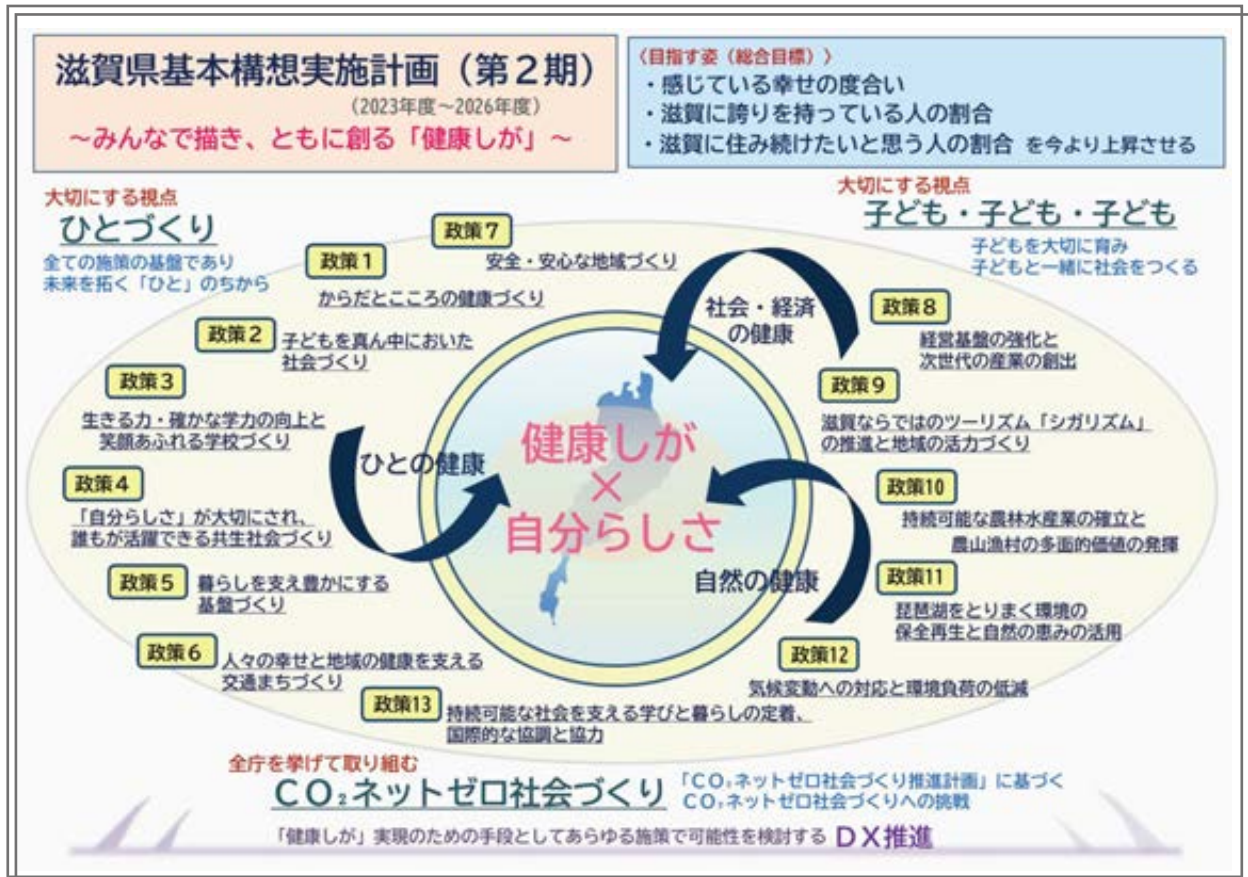 滋賀県基本構想実施計画（第２期）
（2023年度～2026年度）
～みんなで描き、ともに創る「健康しが」～
〈目指す姿（総合目標）〉
・感じている幸せの度合い
・滋賀に誇りを持っている人の割合
・滋賀に住み続けたいと思う人の割合 を今より上昇させる
大切にする視点
ひとづくり
全ての施策の基盤であり
未来を拓く「ひと」のちから
大切にする視点
子ども・子ども・子ども
子どもを大切に育み
子どもと一緒に社会をつくる
政策７
安全・安心な地域づくり
政策１
からだとこころの健康づくり
政策２
子どもを真ん中においた
社会づくり
政策３
生きる力・確かな学力の向上と
笑顔あふれる学校づくり
政策４
「自分らしさ」が大切にされ、
誰もが活躍できる共生社会づくり
政策５
暮らしを支え豊かにする
基盤づくり
政策６
人々の幸せと地域の健康を支える
交通まちづくり
政策13
持続可能な社会を支える学びと暮らしの定着、
国際的な協調と協力
社会・経済
の健康
ひとの健康
自然の健康
健康しが
×
自分らしさ
政策８
経営基盤の強化と
次世代の産業の創出
政策９
滋賀ならではのツーリズム「シガリズム」
の推進と地域の活力づくり
政策10
持続可能な農林水産業の確立と
農山漁村の多面的価値の発揮
政策11
琵琶湖をとりまく環境の
保全再生と自然の恵みの活用
政策12
気候変動への対応と環境負荷の低減
全庁を挙げて取り組む
ＣＯ₂ネットゼロ社会づくり
「ＣＯ₂ネットゼロ社会づくり推進計画」に基づく
ＣＯ₂ネットゼロ社会づくりへの挑戦
「健康しが」実現のための手段としてあらゆる施策で可能性を検討する ＤＸ推進